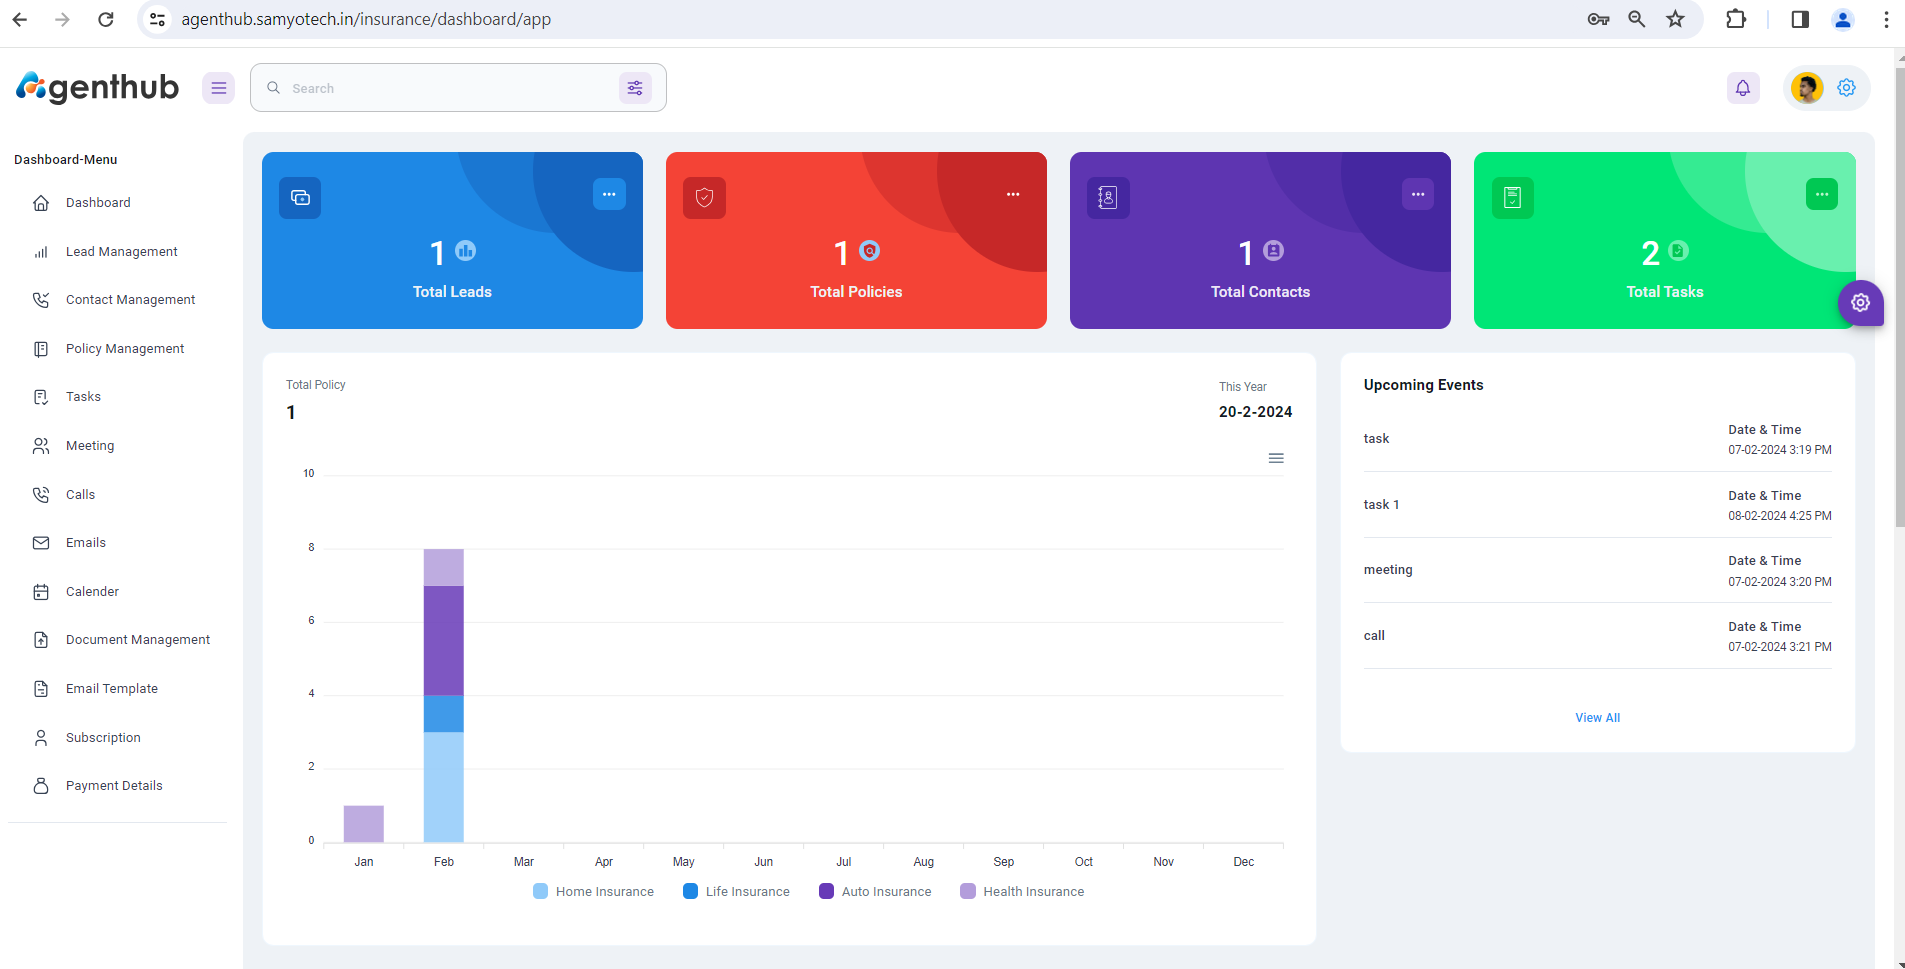 agenthub.samyotech.in/insurance/dashboard/app
Agenthub
Search
Dashboard-Menu
Dashboard
Lead Management
Contact Management
Policy Management
Tasks
Meeting
Calls
Emails
Calender
Document Management
Email Template
Subscription
Payment Details
1
Total Leads
1
Total Policies
1
Total Contacts
2
Total Tasks
Total Policy
1
This Year
20-2-2024
10
8
6
4
2
0
Jan Feb Mar Apr May Jun Jul Aug Sep Oct Nov Dec
Home Insurance Life Insurance Auto Insurance Health Insurance
Upcoming Events
task
Date & Time
07-02-2024 3:19 PM
task 1
Date & Time
08-02-2024 4:25 PM
meeting
Date & Time
07-02-2024 3:20 PM
call
Date & Time
07-02-2024 3:21 PM
View All